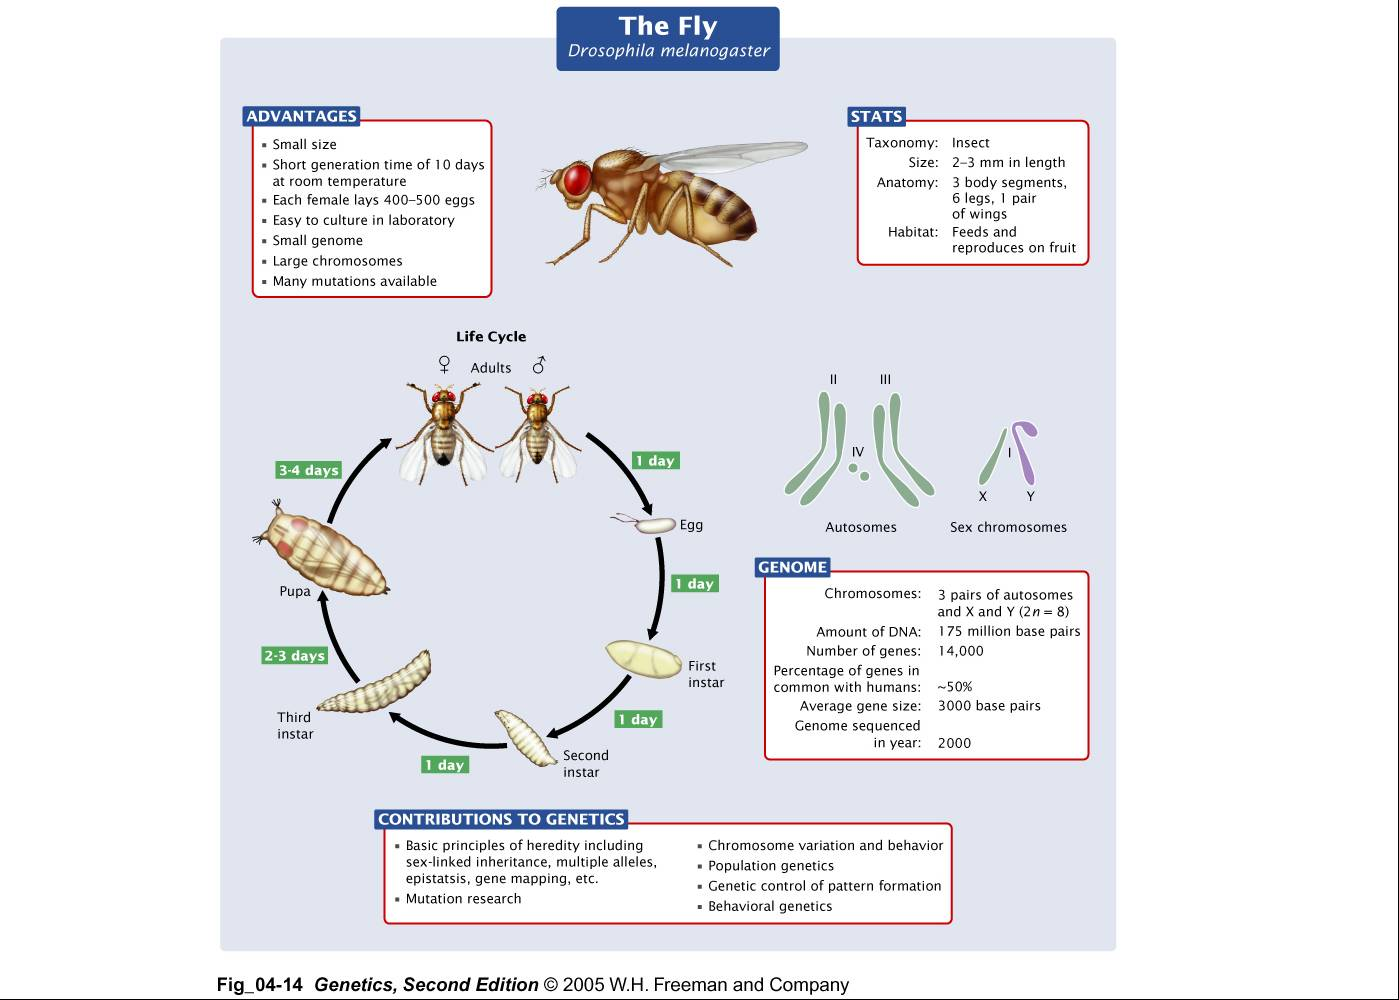 The Fly
Drosophila melanogaster
ADVANTAGES
▪ Small size
▪ Short generation time of 10 days
at room temperature
▪ Each female lays 400–500 eggs
▪ Easy to culture in laboratory
▪ Small genome
▪ Large chromosomes
▪ Many mutations available
STATS
Taxonomy: Insect
Size: 2–3 mm in length
Anatomy: 3 body segments,
6 legs, 1 pair
of wings
Habitat: Feeds and
reproduces on fruit
Life Cycle
♀ Adults ♂
1 day
Egg
1 day
First
instar
1 day
Second
instar
1 day
Third
instar
2-3 days
Pupa
3-4 days
II III
IV
I
X Y
Autosomes
Sex chromosomes
GENOME
Chromosomes: 3 pairs of autosomes
and X and Y (2n = 8)
Amount of DNA: 175 million base pairs
Number of genes: 14,000
Percentage of genes in
common with humans: ~50%
Average gene size: 3000 base pairs
Genome sequenced
in year: 2000
CONTRIBUTIONS TO GENETICS
▪ Basic principles of heredity including
sex-linked inheritance, multiple alleles,
epistatsis, gene mapping, etc.
▪ Mutation research
▪ Chromosome variation and behavior
▪ Population genetics
▪ Genetic control of pattern formation
▪ Behavioral genetics
Fig_04-14 Genetics, Second Edition © 2005 W.H. Freeman and Company